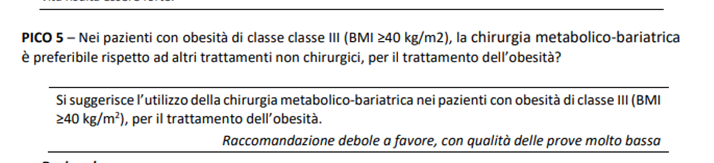 PICO 5 – Nei pazienti con obesità di classe classe III (BMI ≥40 kg/m2), la chirurgia metabolico-bariatrica
è preferibile rispetto ad altri trattamenti non chirurgici, per il trattamento dell’obesità?
Si suggerisce l’utilizzo della chirurgia metabolico-bariatrica nei pazienti con obesità di classe III (BMI
≥40 kg/m²), per il trattamento dell’obesità.
Raccomandazione debole a favore, con qualità delle prove molto bassa